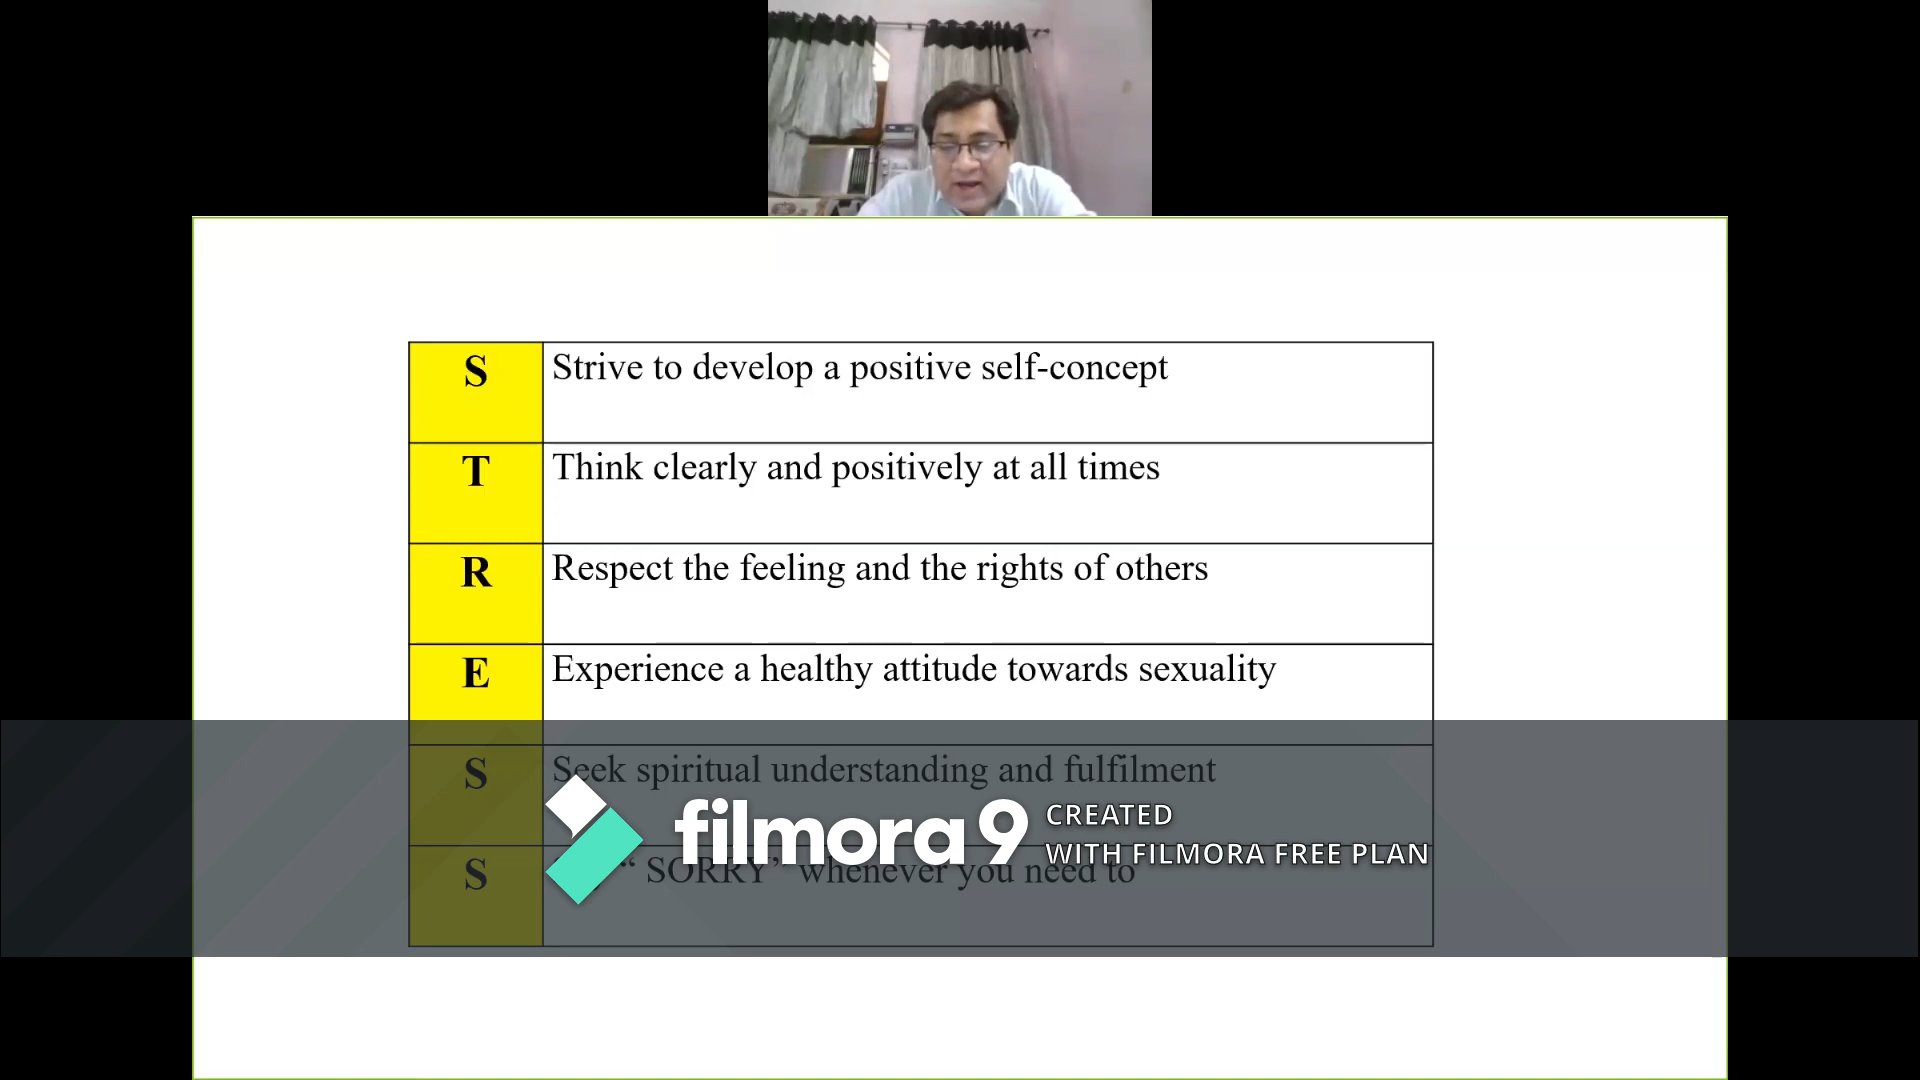 S Strive to develop a positive self-concept
T Think clearly and positively at all times
R Respect the feeling and the rights of others
E Experience a healthy attitude towards sexuality
S Seek spiritual understanding and fulfilment
S “ SORRY” whenever you need to
filmora9 CREATED
WITH FILMORA FREE PLAN